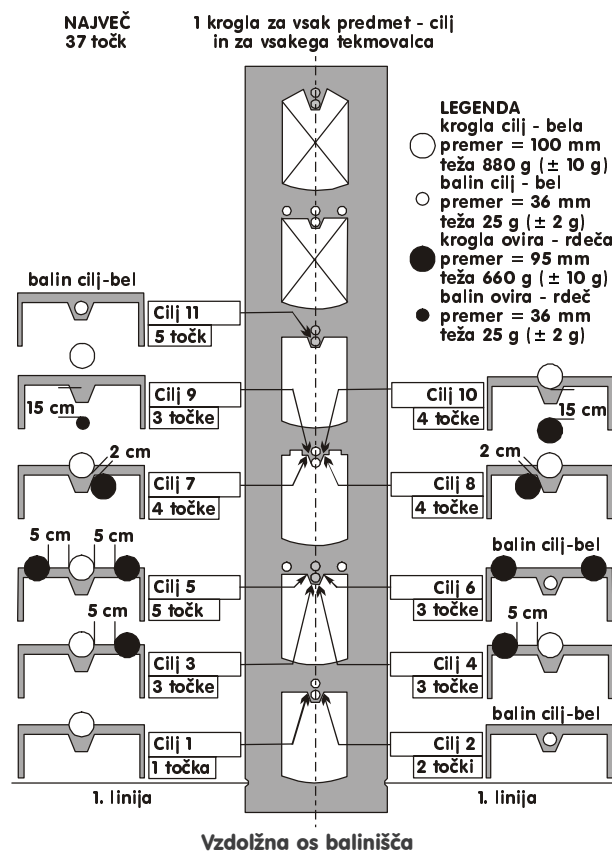 NAJVEČ
37 točk
1 krogla za vsak predmet - cilj
in za vsakega tekmovalca
LEGENDA
krogla cilj - bela
premer = 100 mm
teža 880 g (± 10 g)
balin cilj - bel
premer = 36 mm
teža 25 g (± 2 g)
krogla ovira - rdeča
premer = 95 mm
teža 660 g (± 10 g)
balin ovira - rdeč
premer = 36 mm
teža 25 g (± 2 g)
balin cilj-bel
Cilj 11
5 točk
15 cm
Cilj 9
3 točke
Cilj 10
4 točke
15 cm
2 cm
Cilj 7
4 točke
2 cm
Cilj 8
4 točke
5 cm
5 cm
Cilj 5
5 točk
balin cilj-bel
Cilj 6
3 točke
5 cm
Cilj 3
3 točke
5 cm
Cilj 4
3 točke
Cilj 1
1 točka
balin cilj-bel
Cilj 2
2 točki
1. linija
1. linija
Vzdolžna os balinišča